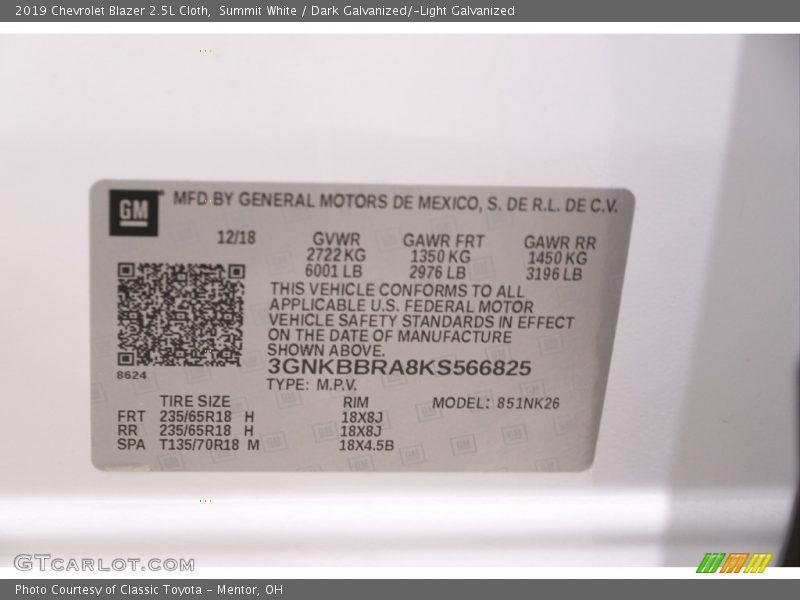 2019 Chevrolet Blazer 2.5L Cloth,  Summit White / Dark Galvanized/­Light Galvanized
GM MFD BY GENERAL MOTORS DE MEXICO, S. DE R.L. DE C.V.
12/18 GVWR GAWR FRT GAWR RR
2722 KG 1350 KG 1450 KG
6001 LB 2976 LB 3196 LB
THIS VEHICLE CONFORMS TO ALL
APPLICABLE U.S. FEDERAL MOTOR
VEHICLE SAFETY STANDARDS IN EFFECT
ON THE DATE OF MANUFACTURE
SHOWN ABOVE.
3GNKBBRA8KS566825
8624
TYPE: M.P.V.
TIRE SIZE RIM MODEL: 851NK26
FRT 235/65R18 H 18X8J
RR 235/65R18 H 18X8J
SPA T135/70R18 M 18X4.5B
GTCARLOT.COM
Photo Courtesy of Classic Toyota - Mentor, OH